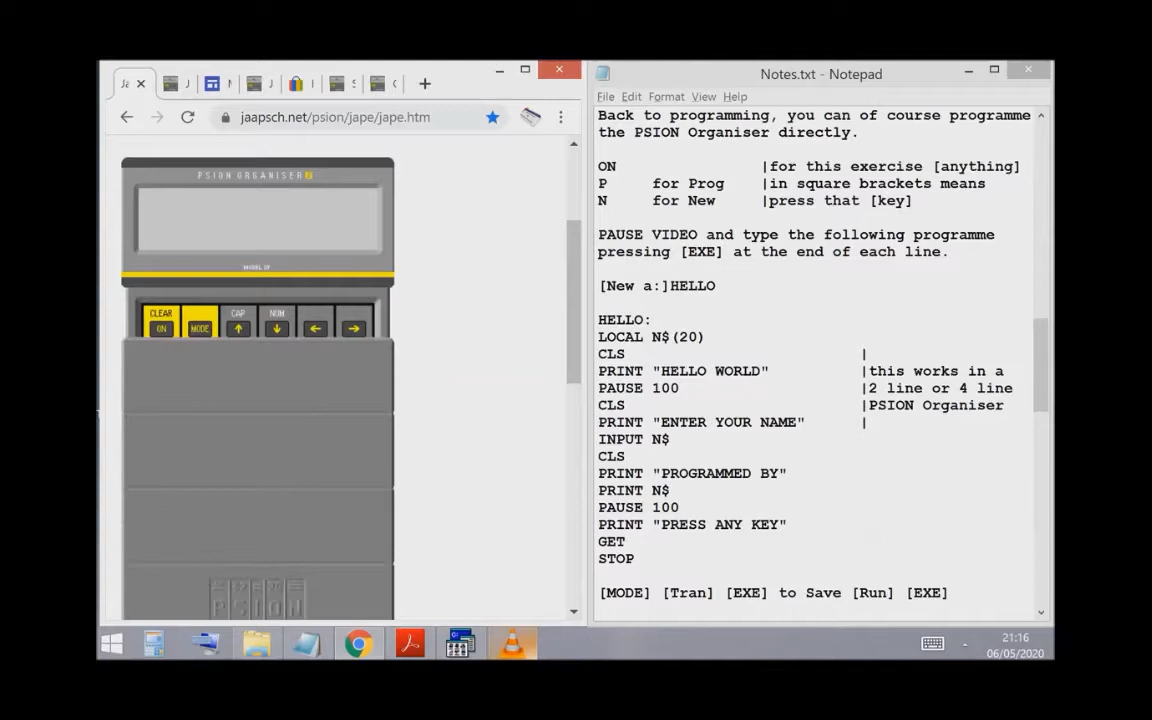 jaapsch.net/psion/jape/jape.htm
PSION ORGANISER
CLEAR
CAP
NUM
ON
MODE
PSION
Notes.txt - Notepad
File Edit Format View Help
Back to programming, you can of course programme
the PSION Organiser directly.
ON |for this exercise [anything]
P for Prog |in square brackets means
N for New |press that [key]
PAUSE VIDEO and type the following programme
pressing [EXE] at the end of each line.
[New a:]HELLO
HELLO:
LOCAL N$(20)
CLS |
PRINT "HELLO WORLD" |this works in a
PAUSE 100 |2 line or 4 line
CLS |PSION Organiser
PRINT "ENTER YOUR NAME" |
INPUT N$
CLS
PRINT "PROGRAMMED BY"
PRINT N$
PAUSE 100
PRINT "PRESS ANY KEY"
GET
STOP
[MODE] [Tran] [EXE] to Save [Run] [EXE]
21:16
06/05/2020